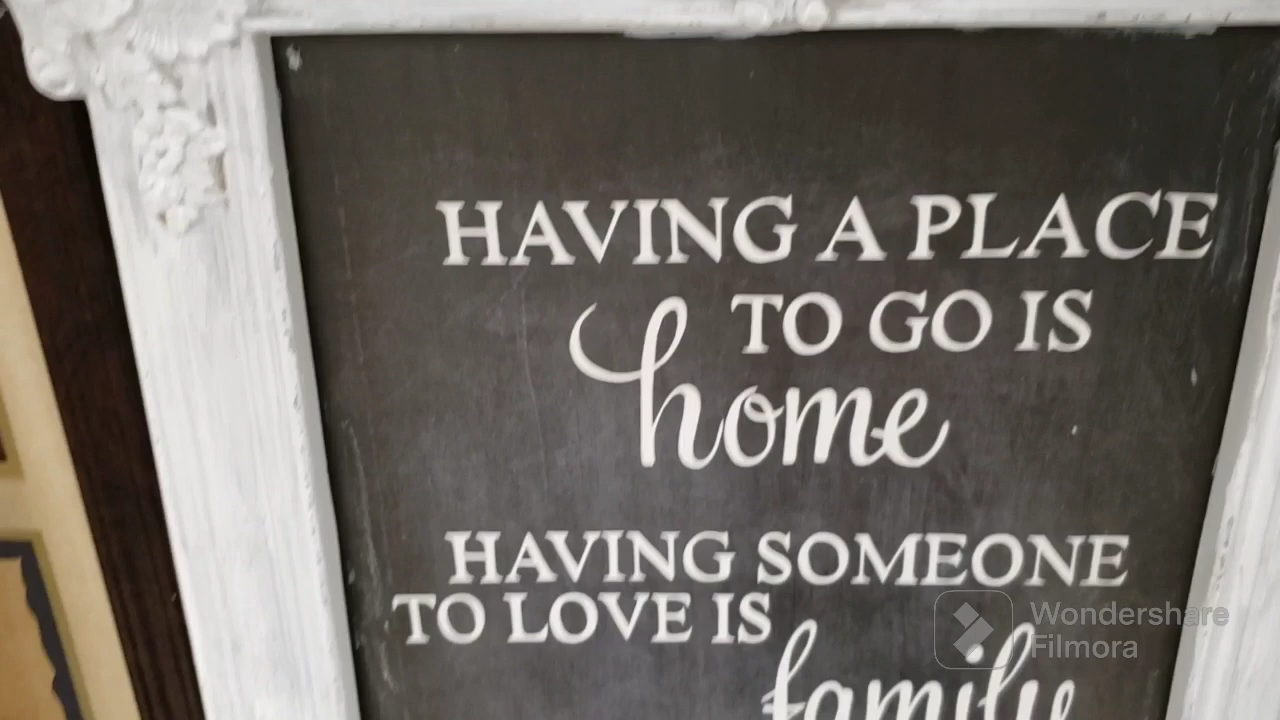 HAVING A PLACE
TO GO IS
home
HAVING SOMEONE
TO LOVE IS
family
Wondershare
Filmora